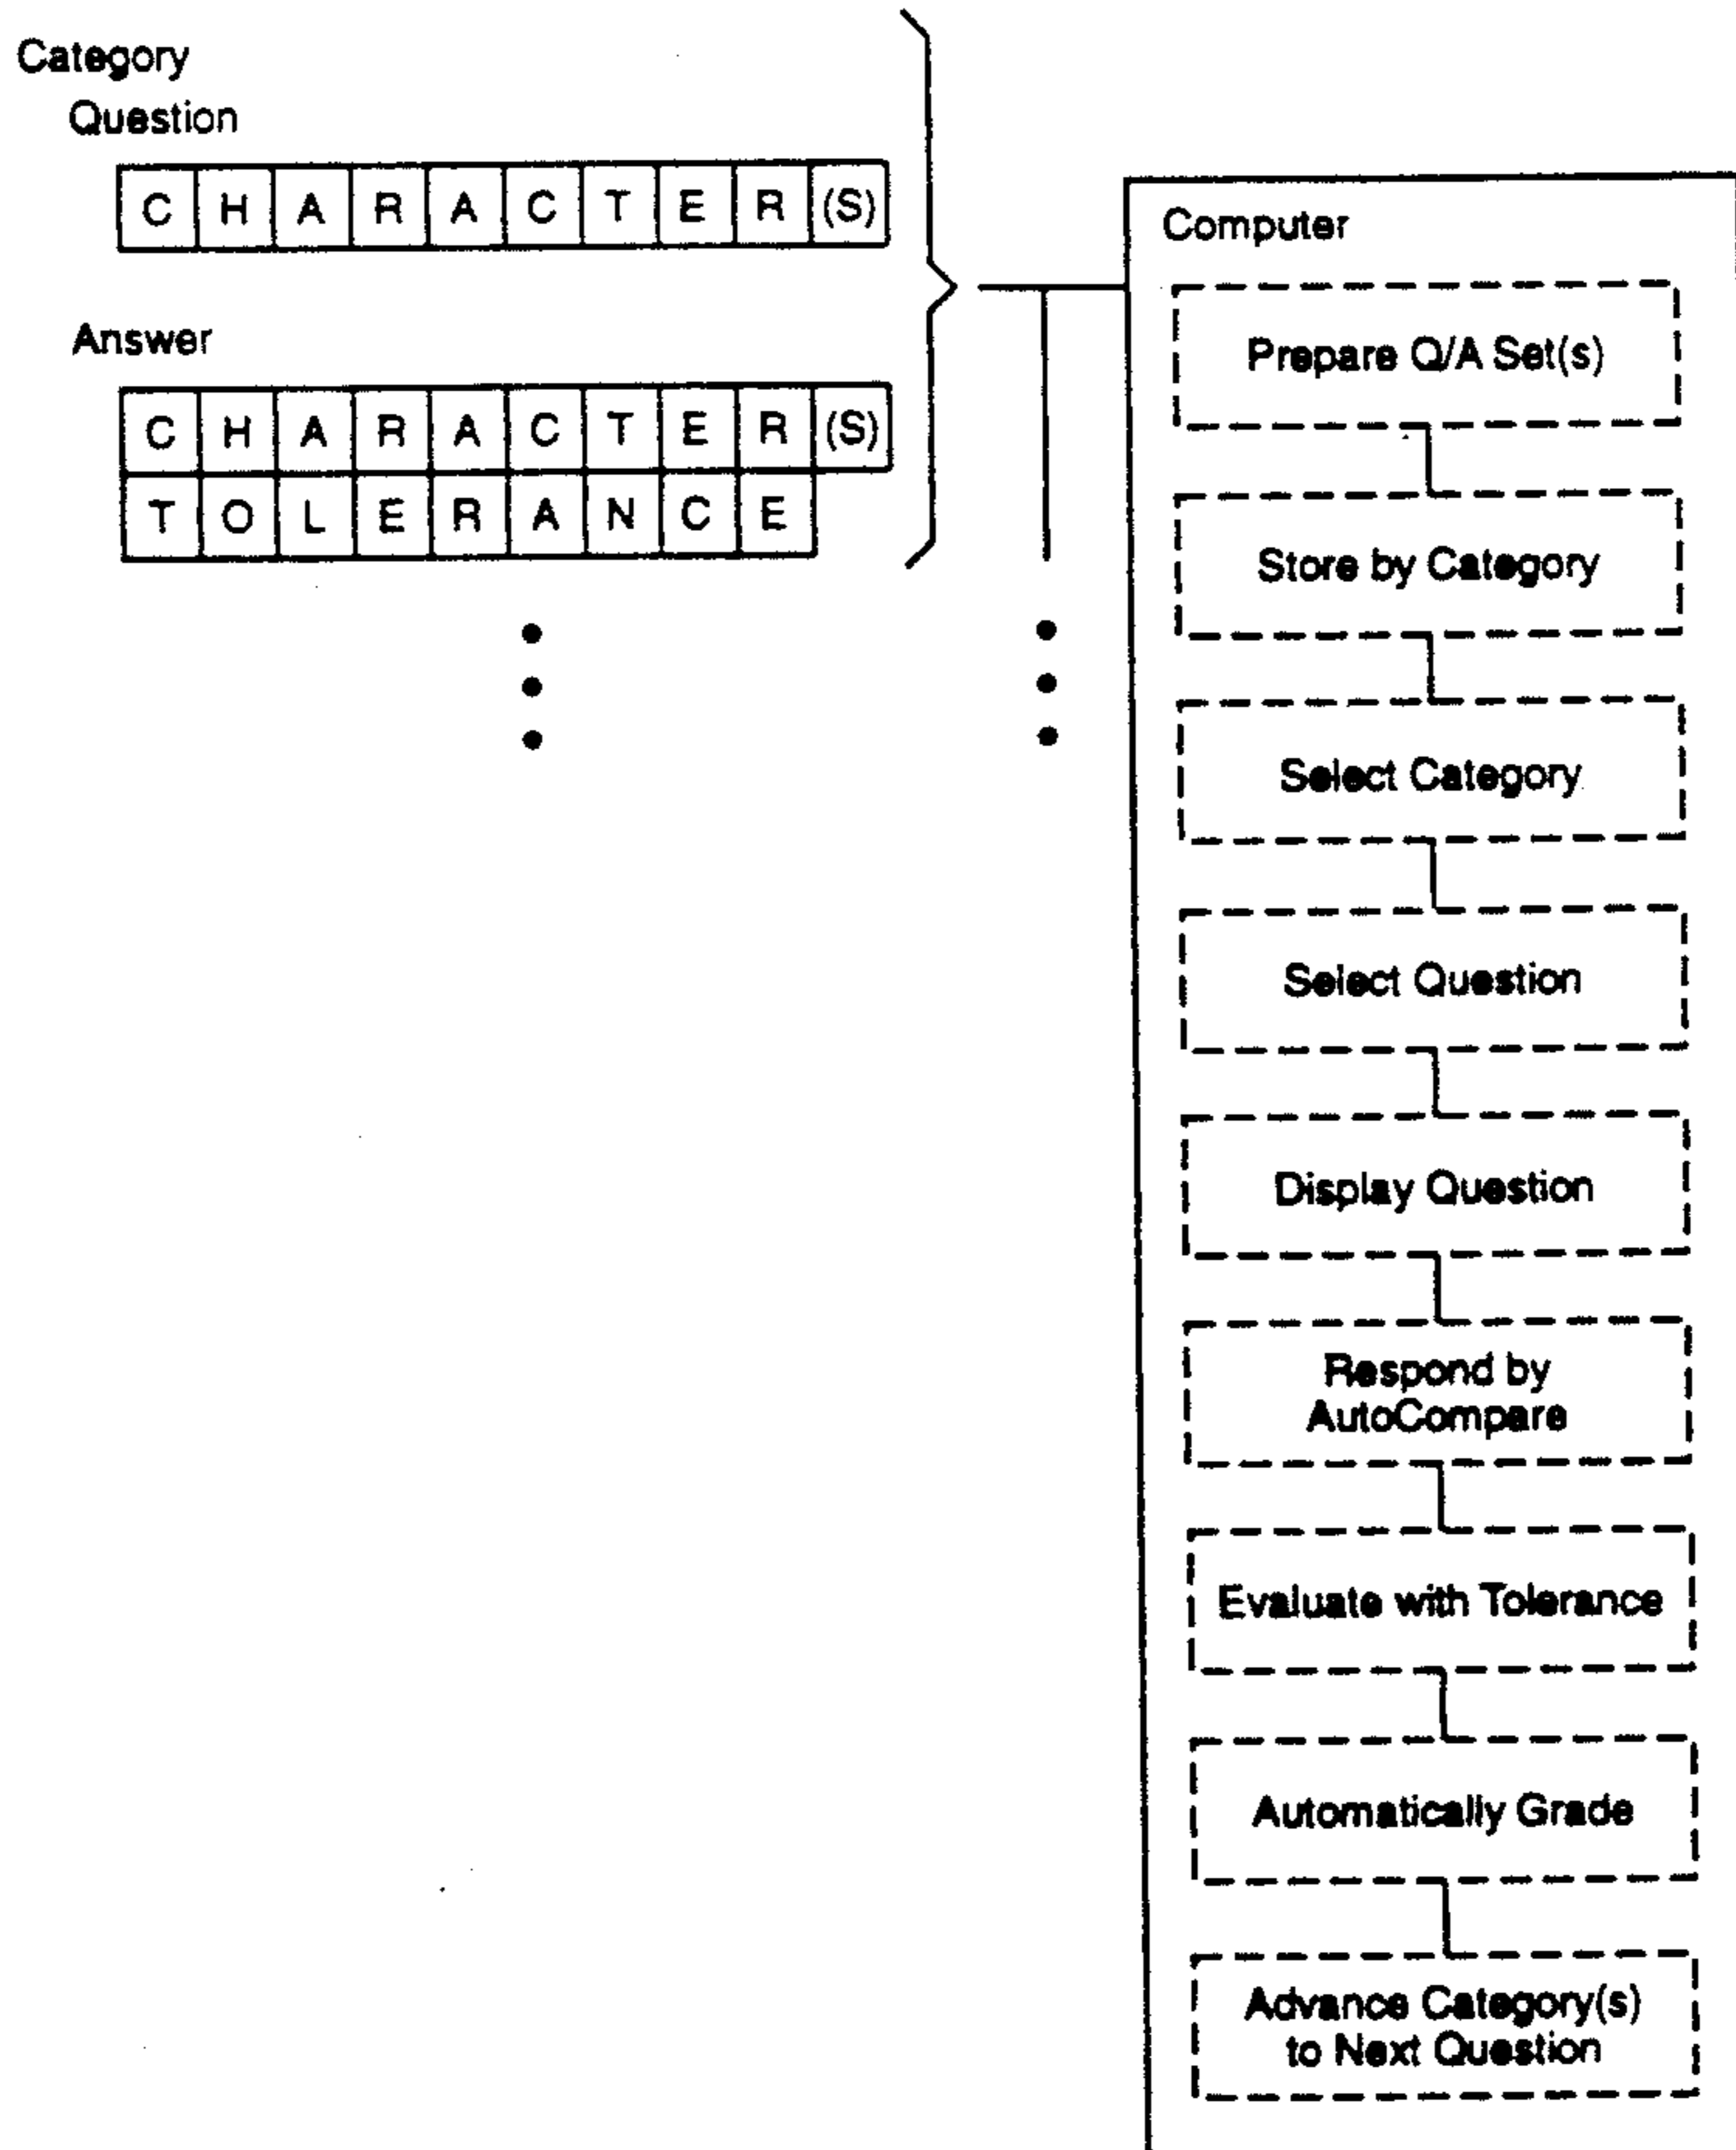 Category
Question
C H A R A C T E R (S)
Answer
C H A R A C T E R (S)
T O L E R A N C E
Computer
Prepare Q/A Set(s)
Store by Category
Select Category
Select Question
Display Question
Respond by
AutoCompare
Evaluate with Tolerance
Automatically Grade
Advance Category(s)
to Next Question